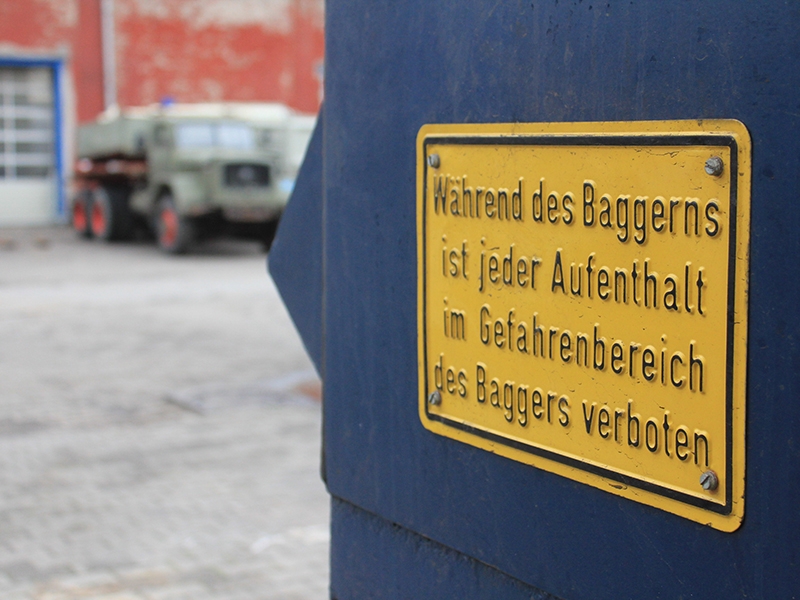 Während des Baggerns
ist jeder Aufenthalt
im Gefahrenbereich
des Baggers verboten